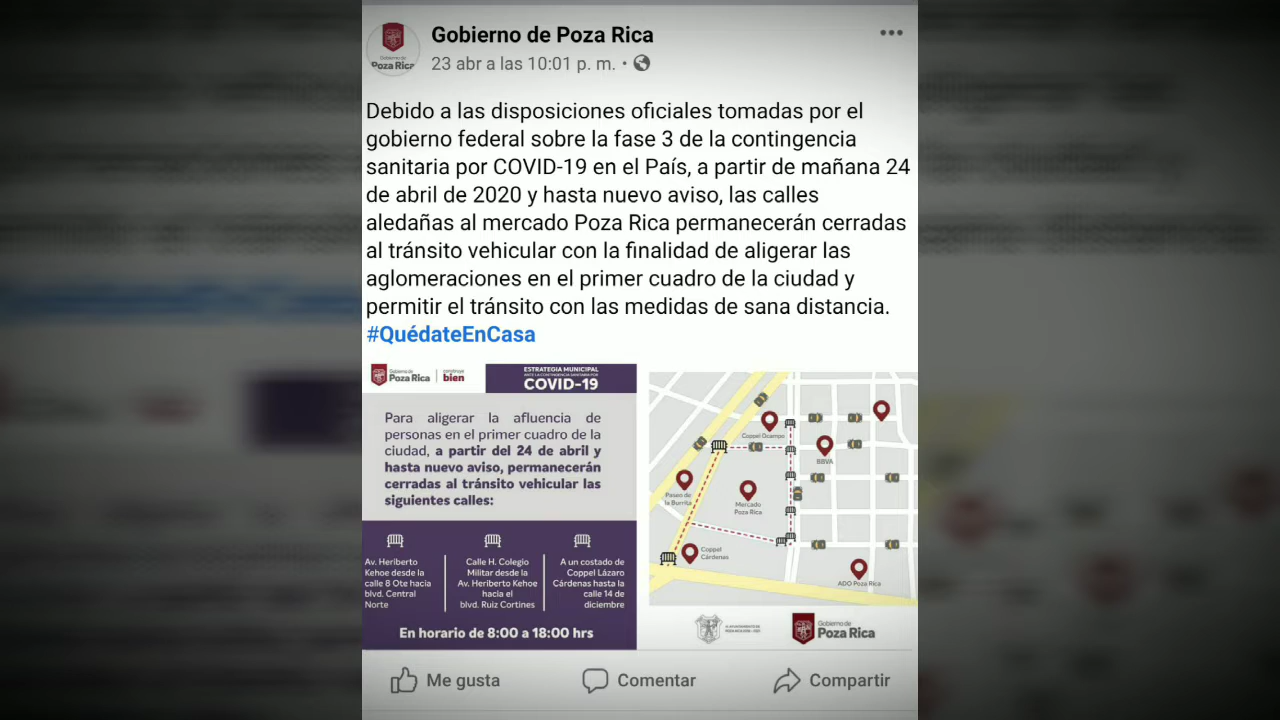 Gobierno de Poza Rica
23 abr a las 10:01 p. m.
Debido a las disposiciones oficiales tomadas por el
gobierno federal sobre la fase 3 de la contingencia
sanitaria por COVID-19 en el País, a partir de mañana 24
de abril de 2020 y hasta nuevo aviso, las calles
aledañas al mercado Poza Rica permanecerán cerradas
al tránsito vehicular con la finalidad de aligerar las
aglomeraciones en el primer cuadro de la ciudad y
permitir el tránsito con las medidas de sana distancia.
#QuédateEnCasa
Gobierno de
Poza Rica
bien
ESTRATEGIA MUNICIPAL
ANTE LA CONTINGENCIA SANITARIA POR
COVID-19
Para aligerar la afluencia de
personas en el primer cuadro de la
ciudad, a partir del 24 de abril y
hasta nuevo aviso, permanecerán
cerradas al tránsito vehicular las
siguientes calles:
Av. Heriberto
Kehoe desde la
calle 8 Ote hacia
blvd. Central
Norte
Calle H. Colegio
Militar desde la
Av. Heriberto Kehoe
hacia el
blvd. Ruiz Cortines
A un costado de
Coppel Lázaro
Cárdenas hasta la
calle 14 de
diciembre
En horario de 8:00 a 18:00 hrs
Coppel Ocampo
BBVA
Paseo de
la Burrita
Mercado
Poza Rica
Coppel
Cárdenas
ADO Poza Rica
Gobierno de
Poza Rica
Me gusta
Comentar
Compartir